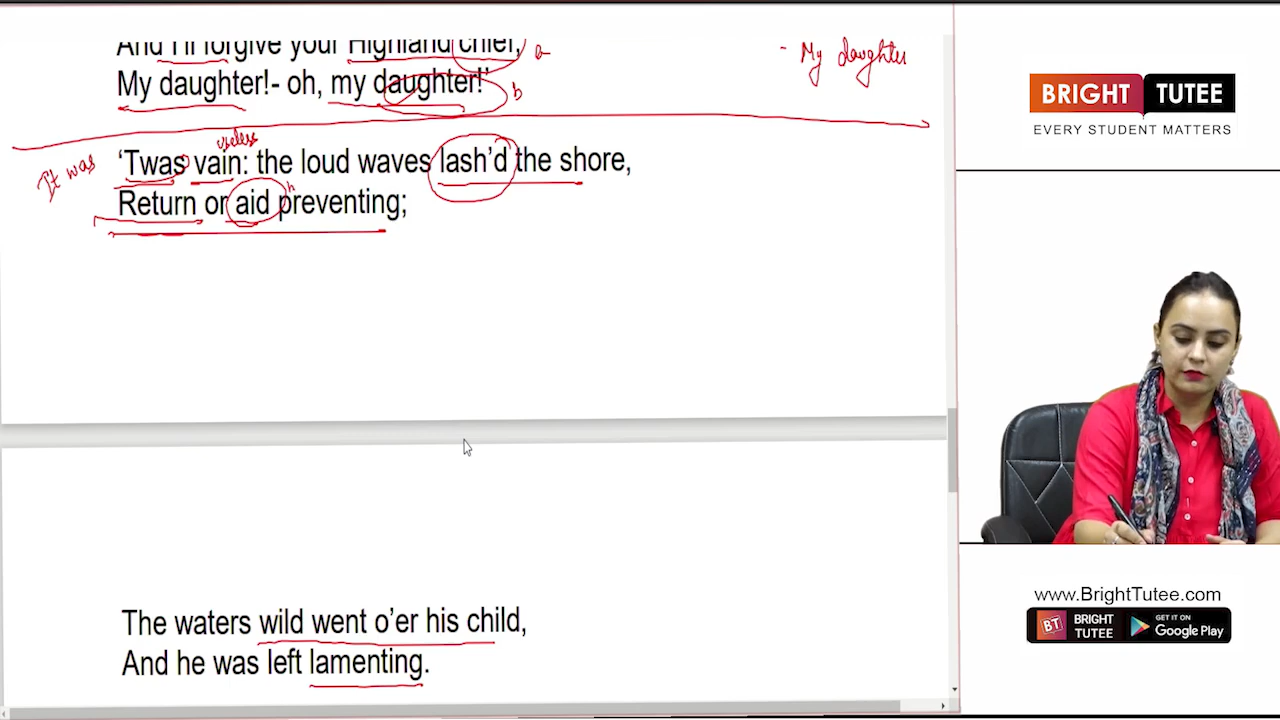 And I'll forgive your Highland chief, a
My daughter!- oh, my daughter!' b
- My daughter
useless
It was
'Twas vain: the loud waves lash'd the shore,
h
Return or aid preventing;
The waters wild went o'er his child,
And he was left lamenting.
BRIGHT TUTEE
EVERY STUDENT MATTERS
www.BrightTutee.com
BT BRIGHT TUTEE GET IT ON Google Play